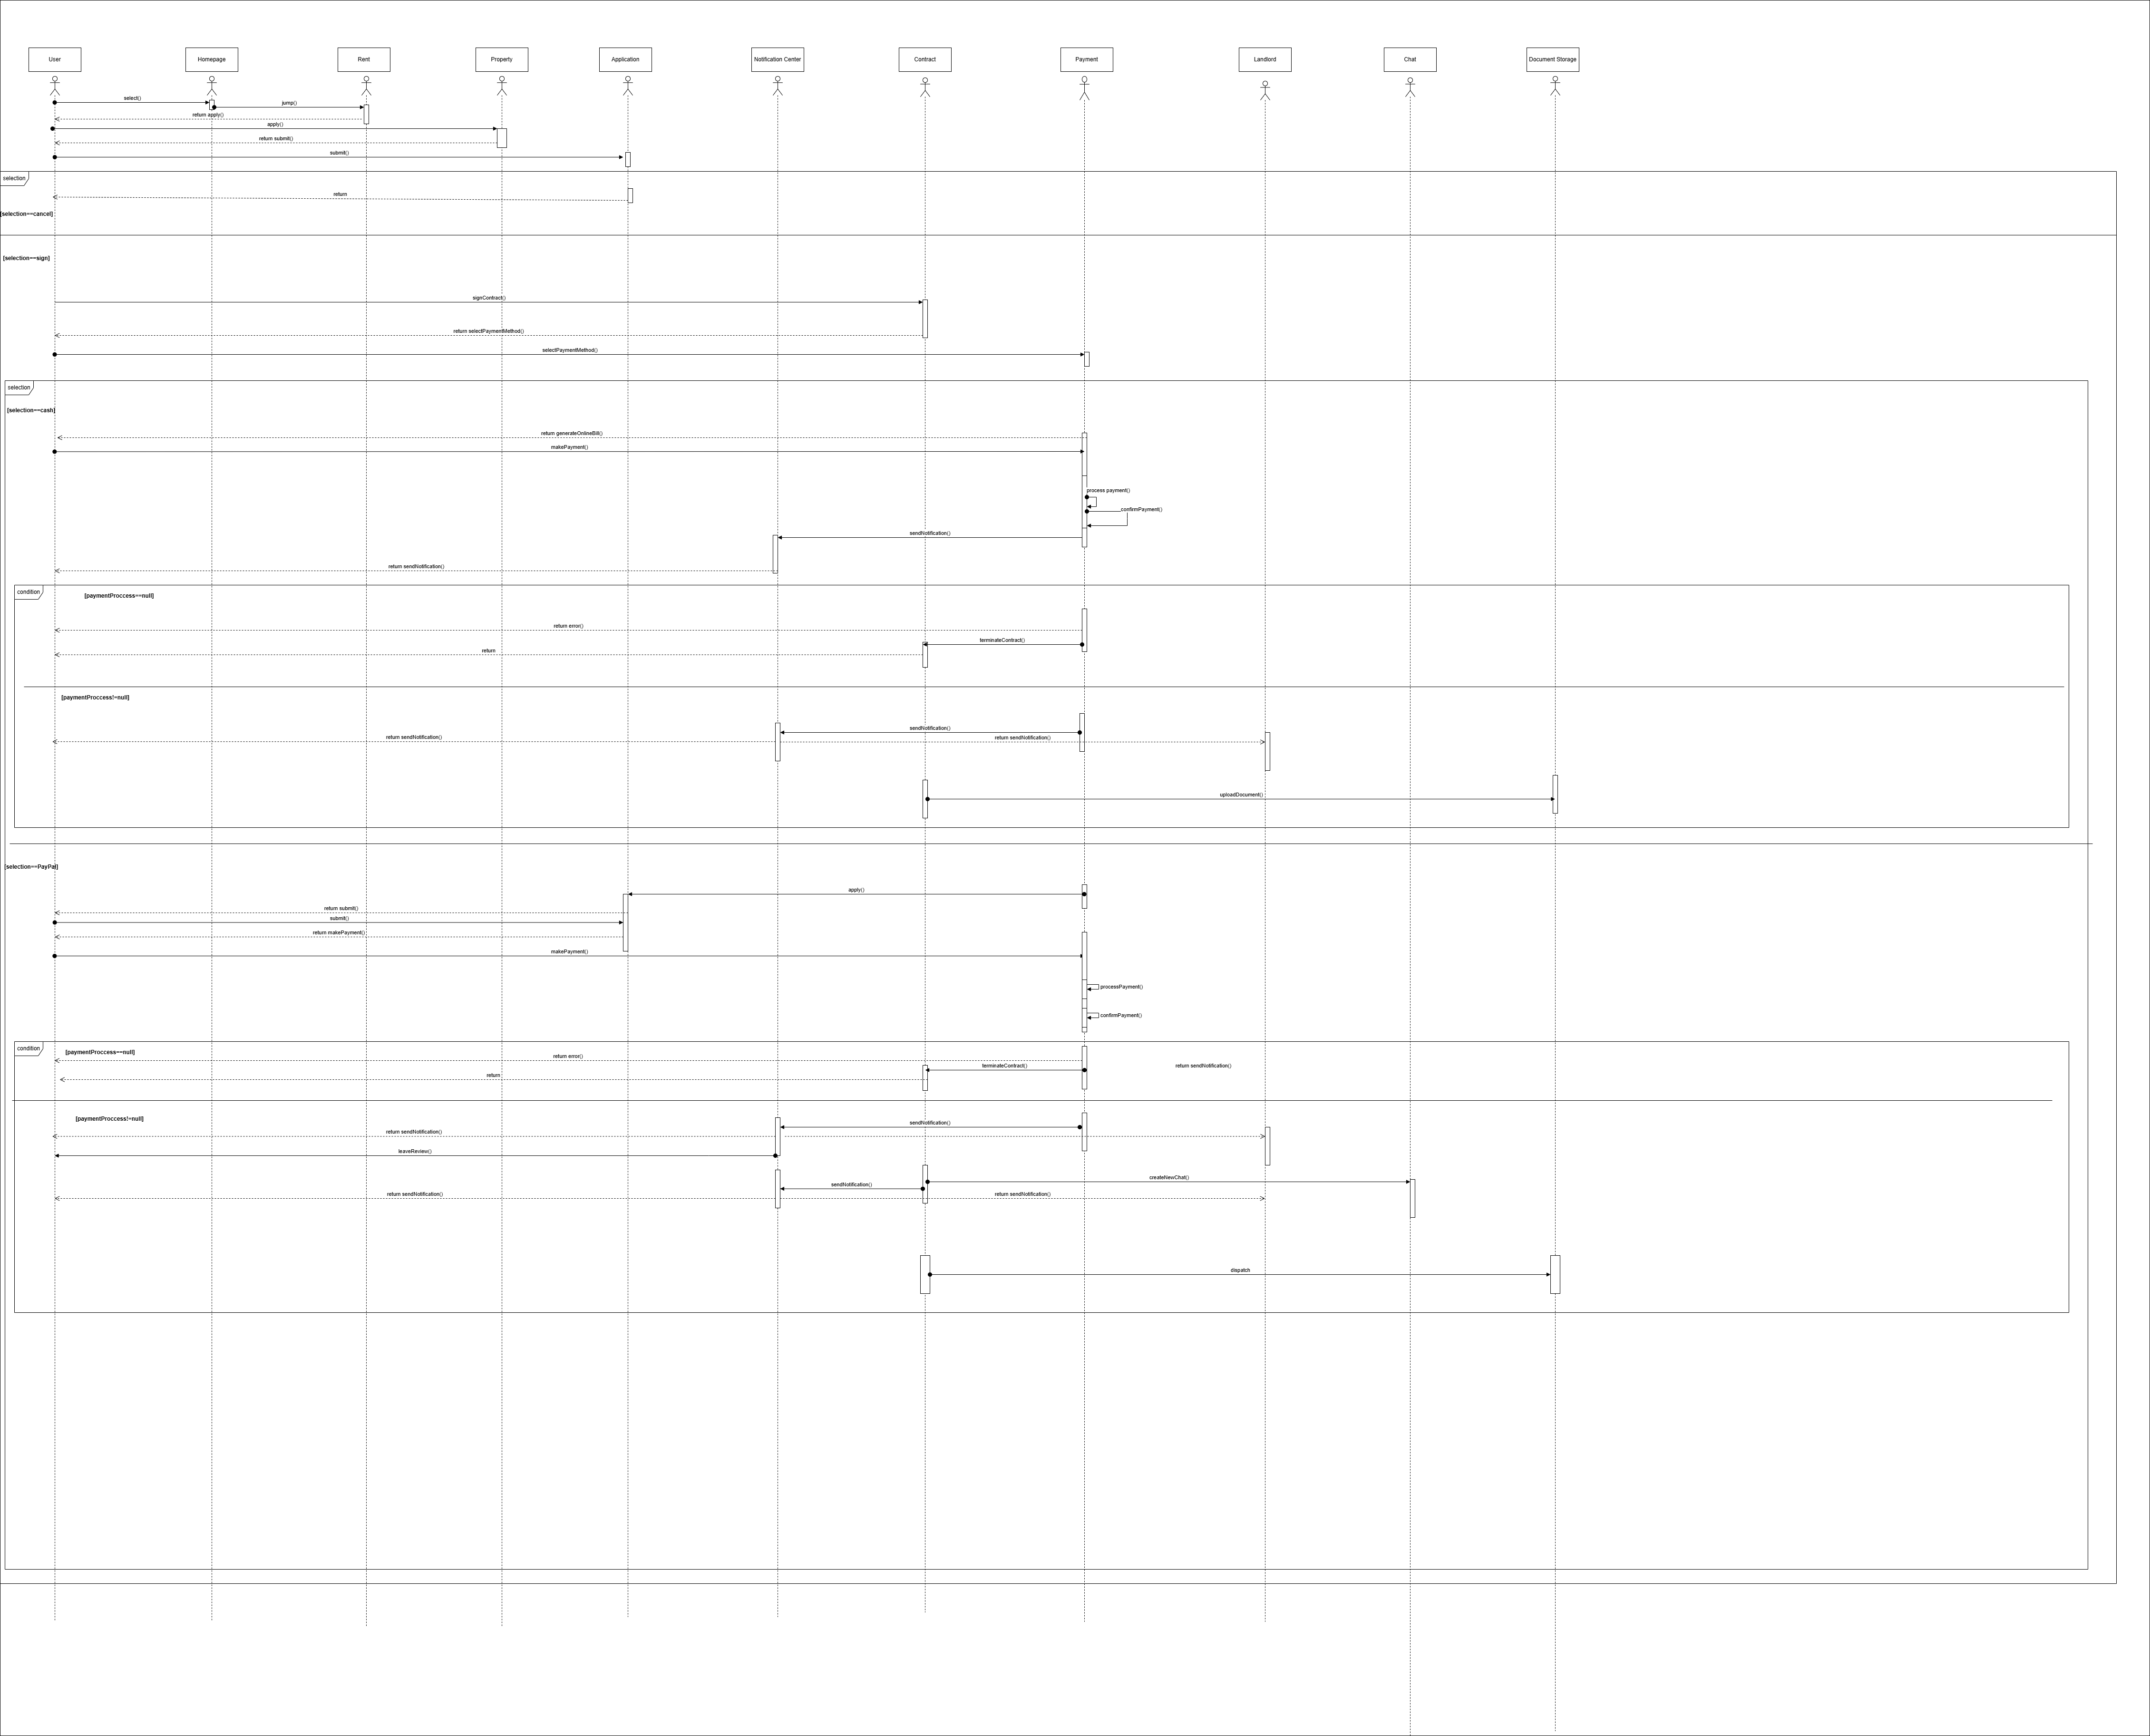 User
Homepage
Rent
Property
Application
Notification Center
Contract
Payment
Landlord
Chat
Document Storage
select()
jump()
return apply()
apply()
return submit()
submit()
selection
return
[selection==cancel]
[selection==sign]
signContract()
return selectPaymentMethod()
selectPaymentMethod()
selection
[selection==cash]
return generateOnlineBill()
makePayment()
process payment()
confirmPayment()
sendNotification()
return sendNotification()
condition
[paymentProccess==null]
return error()
terminateContract()
return
[paymentProccess!=null]
sendNotification()
return sendNotification()
return sendNotification()
uploadDocument()
[selection==PayPal]
apply()
return submit()
submit()
return makePayment()
makePayment()
processPayment()
confirmPayment()
condition
[paymentProccess==null]
return error()
terminateContract()
return sendNotification()
return
[paymentProccess!=null]
sendNotification()
return sendNotification()
leaveReview()
createNewChat()
sendNotification()
return sendNotification()
return sendNotification()
dispatch